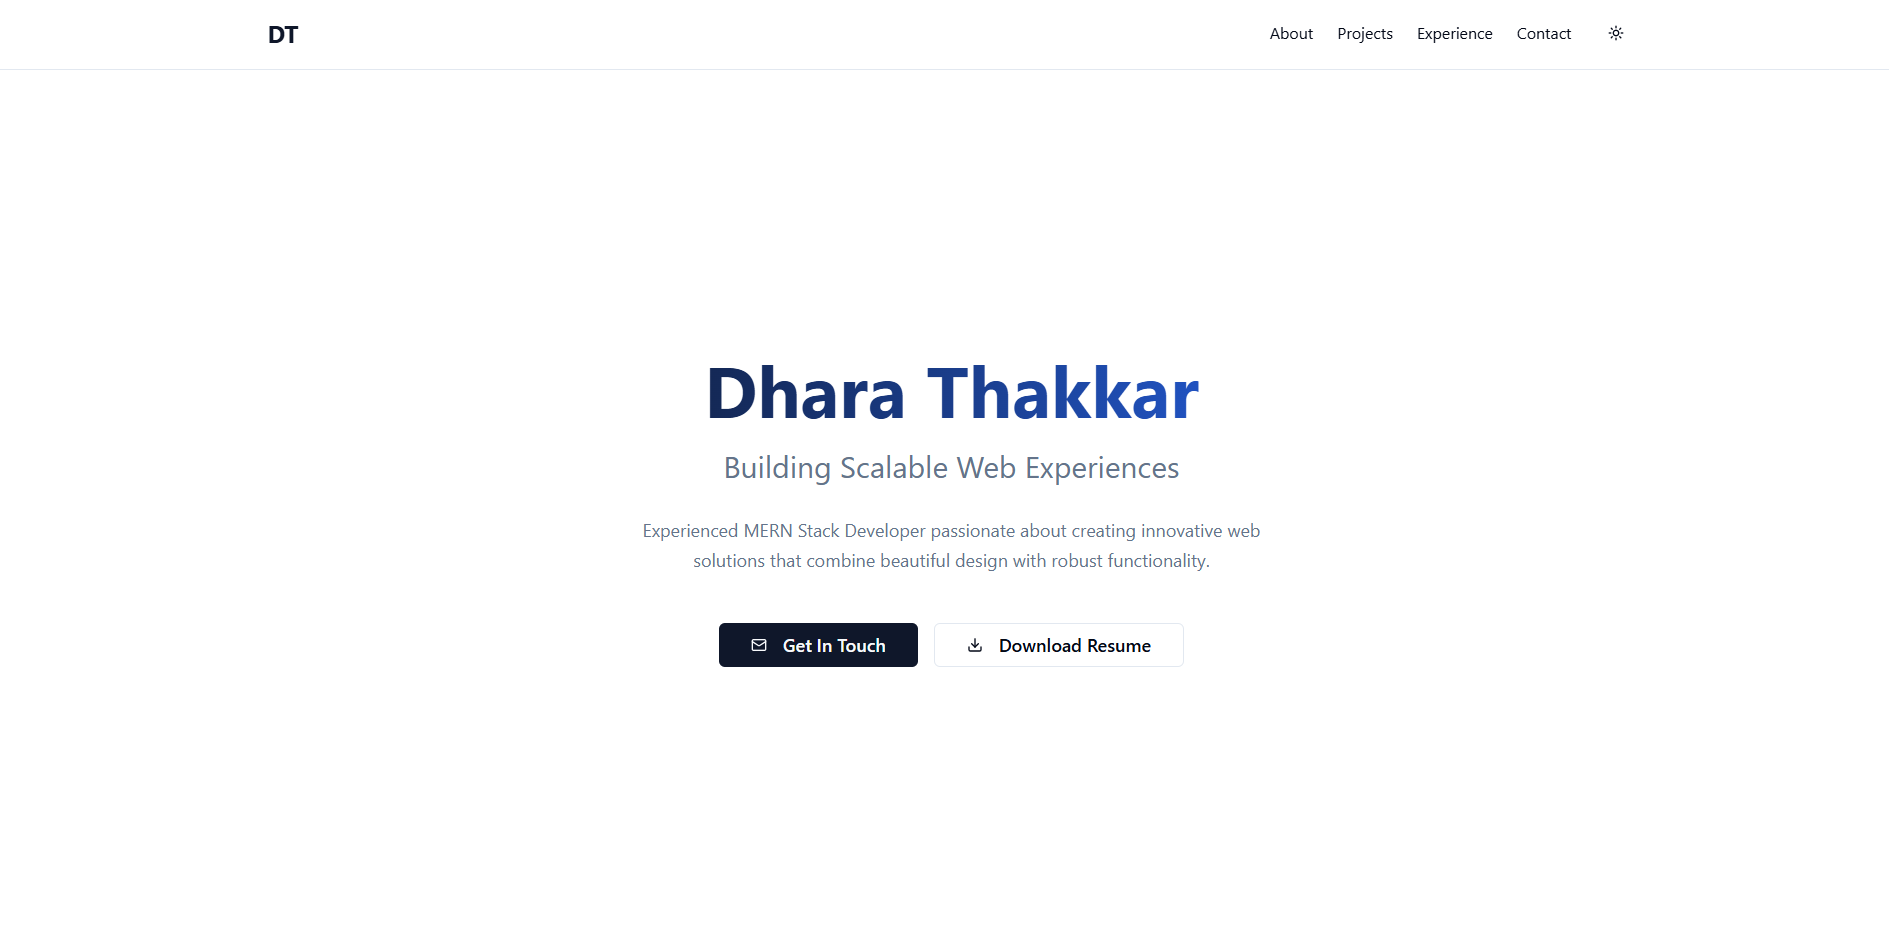 DT
About Projects Experience Contact
Dhara Thakkar
Building Scalable Web Experiences
Experienced MERN Stack Developer passionate about creating innovative web
solutions that combine beautiful design with robust functionality.
Get In Touch
Download Resume